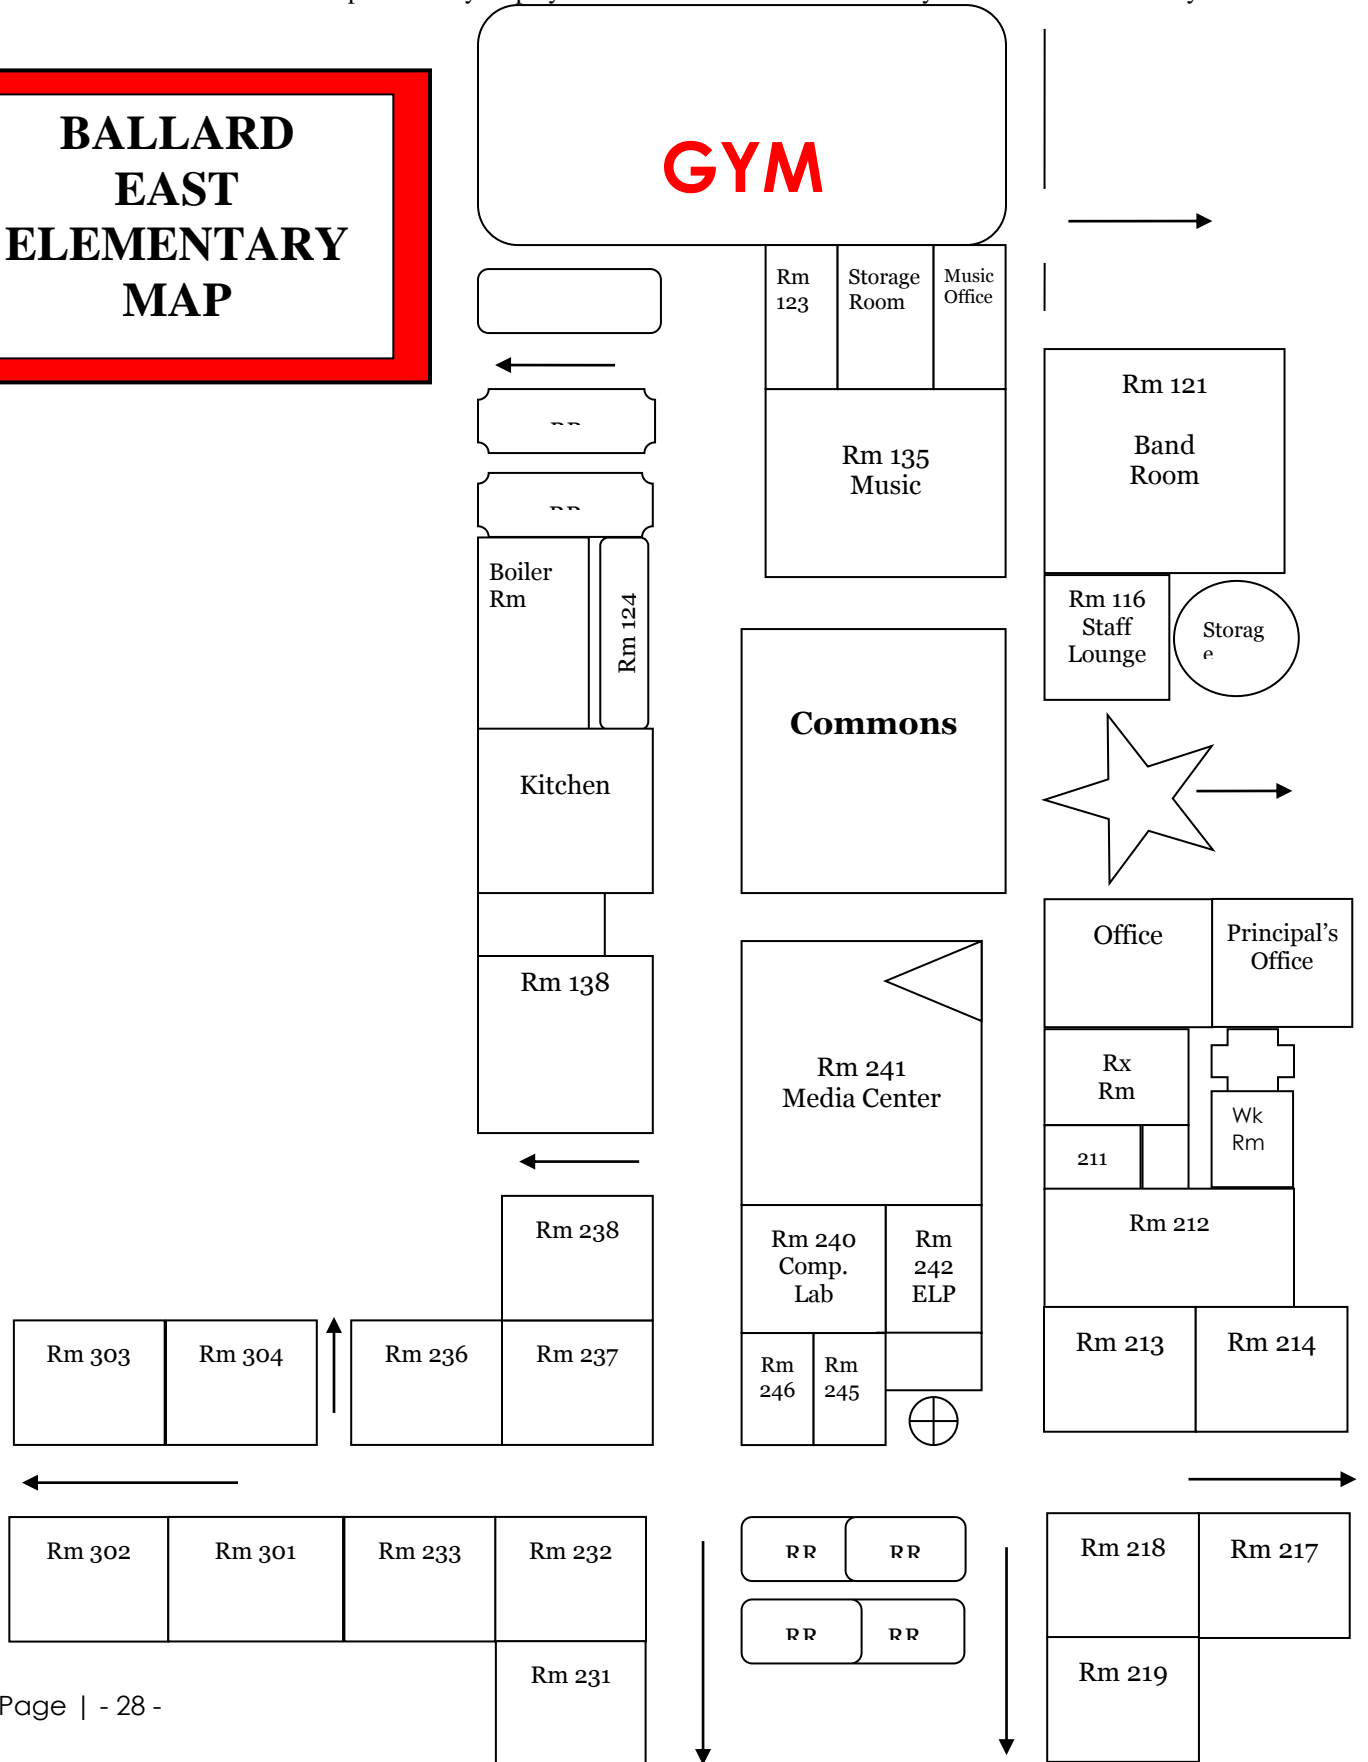 BALLARD
EAST
ELEMENTARY
MAP
GYM
Rm
123
Storage
Room
Music
Office
Rm 121
Band
Room
Rm 135
Music
Boiler
Rm
Rm 124
Rm 116
Staff
Lounge
Storag
e
Commons
Kitchen
Office
Principal's
Office
Rm 138
Rx
Rm
Rm 241
Media Center
Wk
Rm
211
Rm 238
Rm 240
Comp.
Lab
Rm
242
ELP
Rm 212
Rm 303
Rm 304
Rm 236
Rm 237
Rm
246
Rm
245
Rm 213
Rm 214
Rm 302
Rm 301
Rm 233
Rm 232
RR
RR
Rm 218
Rm 217
RR
RR
Rm 231
Rm 219
Page | - 28 -